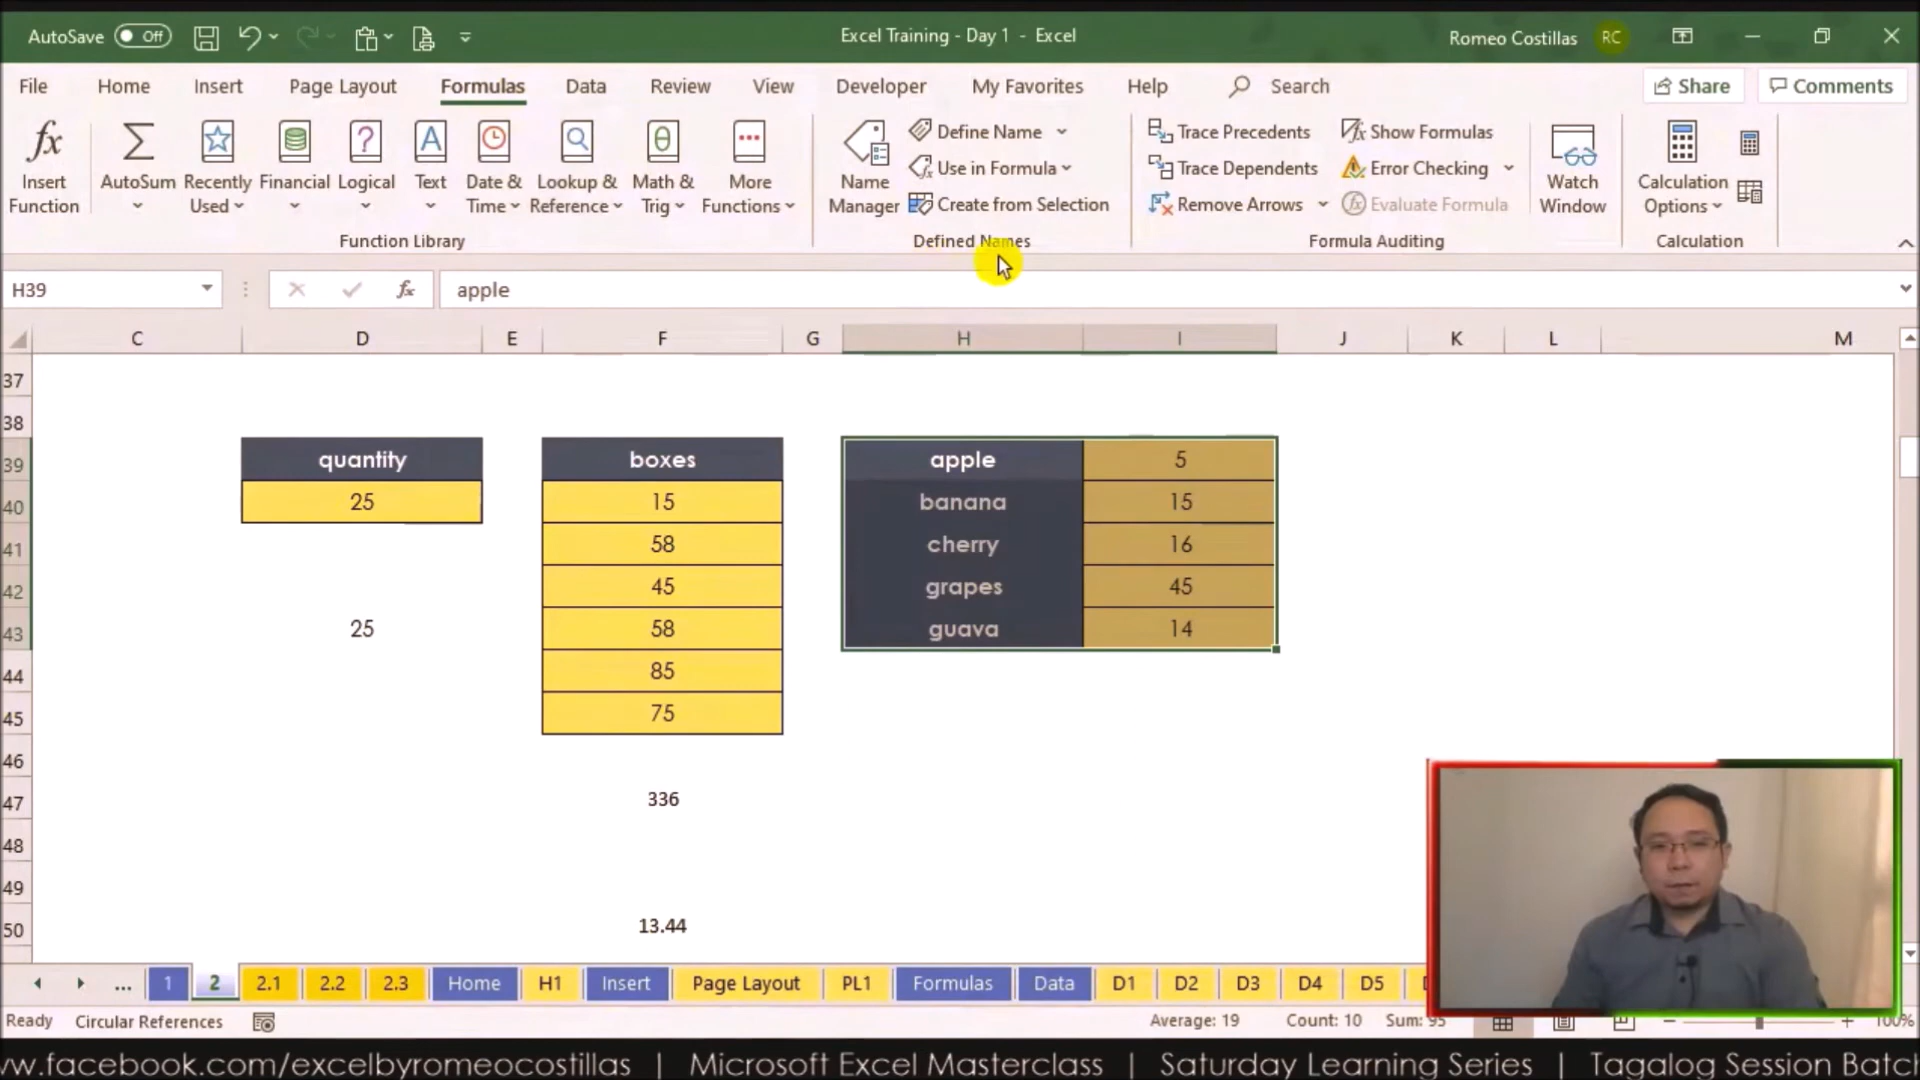 AutoSave Off
Excel Training - Day 1 - Excel
Romeo Costillas RC
File Home Insert Page Layout Formulas Data Review View Developer My Favorites Help Search Share Comments
Insert Function
AutoSum
Recently Used
Financial
Logical
Text
Date & Time
Lookup & Reference
Math & Trig
More Functions
Function Library
Name Manager
Define Name
Use in Formula
Create from Selection
Defined Names
Trace Precedents
Trace Dependents
Remove Arrows
Show Formulas
Error Checking
Evaluate Formula
Formula Auditing
Watch Window
Calculation Options
Calculation
H39 fx apple
C D E F G H I J K L M
37
38
39 quantity boxes apple 5
40 25 15 banana 15
41 58 cherry 16
42 45 grapes 45
43 25 58 guava 14
44 85
45 75
46
47 336
48
49
50 13.44
... 1 2 2.1 2.2 2.3 Home H1 Insert Page Layout PL1 Formulas Data D1 D2 D3 D4 D5
Ready Circular References Average: 19 Count: 10 Sum: 95 100%
w.facebook.com/excelbyromeocostillas | Microsoft Excel Masterclass | Saturday Learning Series | Tagalog Session Batch